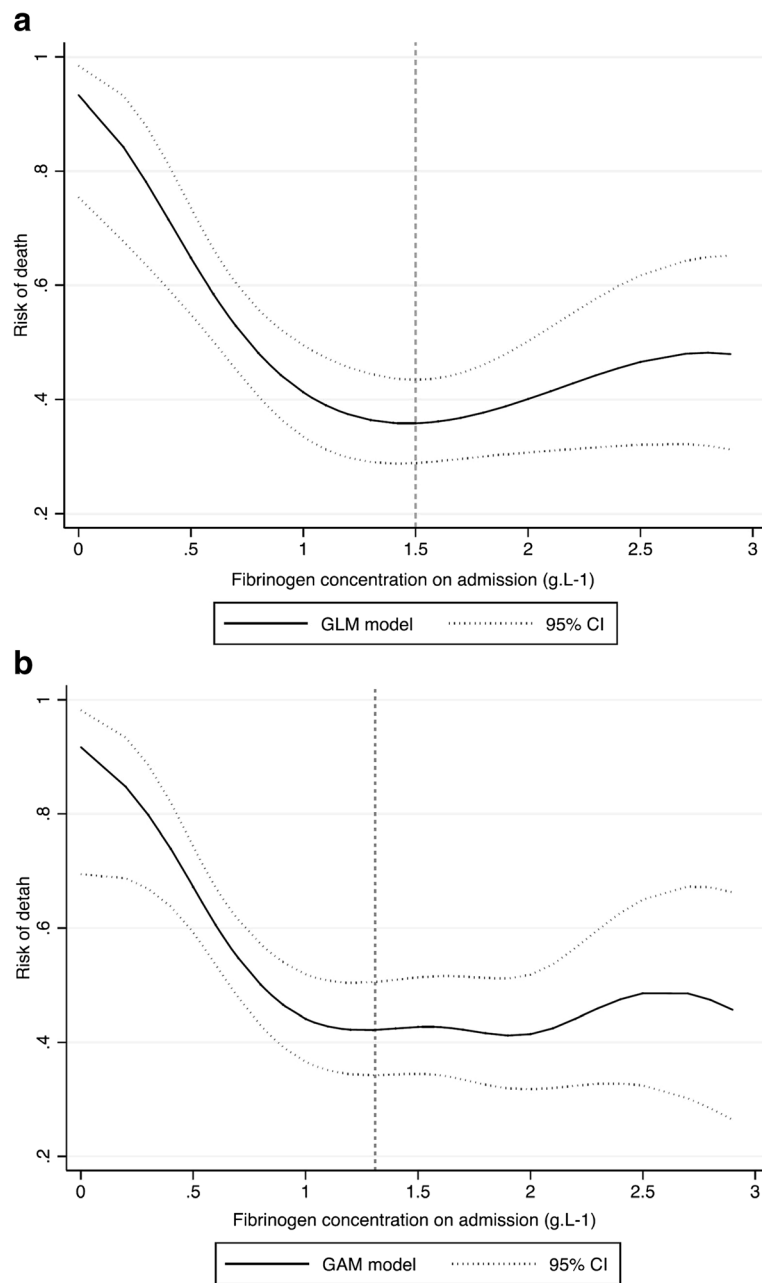 a
1
.8
.6
.4
.2
Risk of death
0 .5 1 1.5 2 2.5 3
Fibrinogen concentration on admission (g.L-1)
GLM model 95% CI
b
1
.8
.6
.4
.2
Risk of detah
0 .5 1 1.5 2 2.5 3
Fibrinogen concentration on admission (g.L-1)
GAM model 95% CI